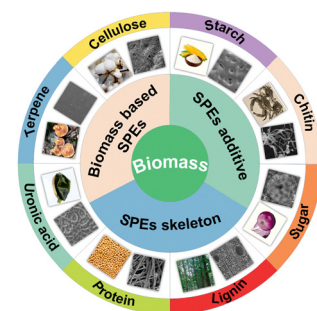 Cellulose
Starch
Chitin
Sugar
Lignin
Protein
Uronic acid
Terpene
Biomass based
SPEs
SPEs additive
SPEs skeleton
Biomass